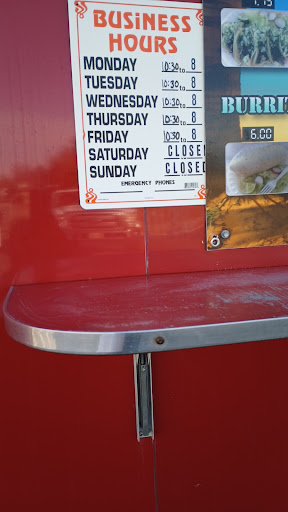 BUSINESS
HOURS
MONDAY 10:30 to 8
TUESDAY 10:30 to 8
WEDNESDAY 10:30 to 8
THURSDAY 10:30 to 8
FRIDAY 10:30 to 8
SATURDAY CLOSED
SUNDAY CLOSED
EMERGENCY PHONES
BURRI
6.00